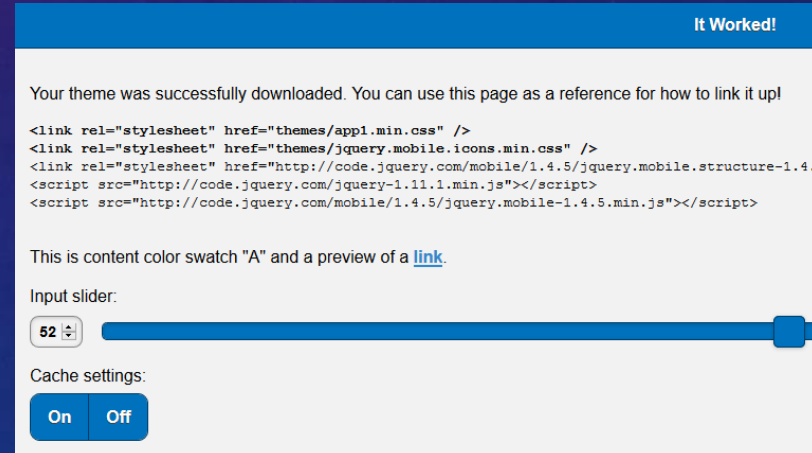 It Worked!
Your theme was successfully downloaded. You can use this page as a reference for how to link it up!
<link rel="stylesheet" href="themes/app1.min.css" />
<link rel="stylesheet" href="themes/jquery.mobile.icons.min.css" />
<link rel="stylesheet" href="http://code.jquery.com/mobile/1.4.5/jquery.mobile.structure-1.4.
<script src="http://code.jquery.com/jquery-1.11.1.min.js"></script>
<script src="http://code.jquery.com/mobile/1.4.5/jquery.mobile-1.4.5.min.js"></script>
This is content color swatch "A" and a preview of a link.
Input slider:
52
Cache settings:
On Off